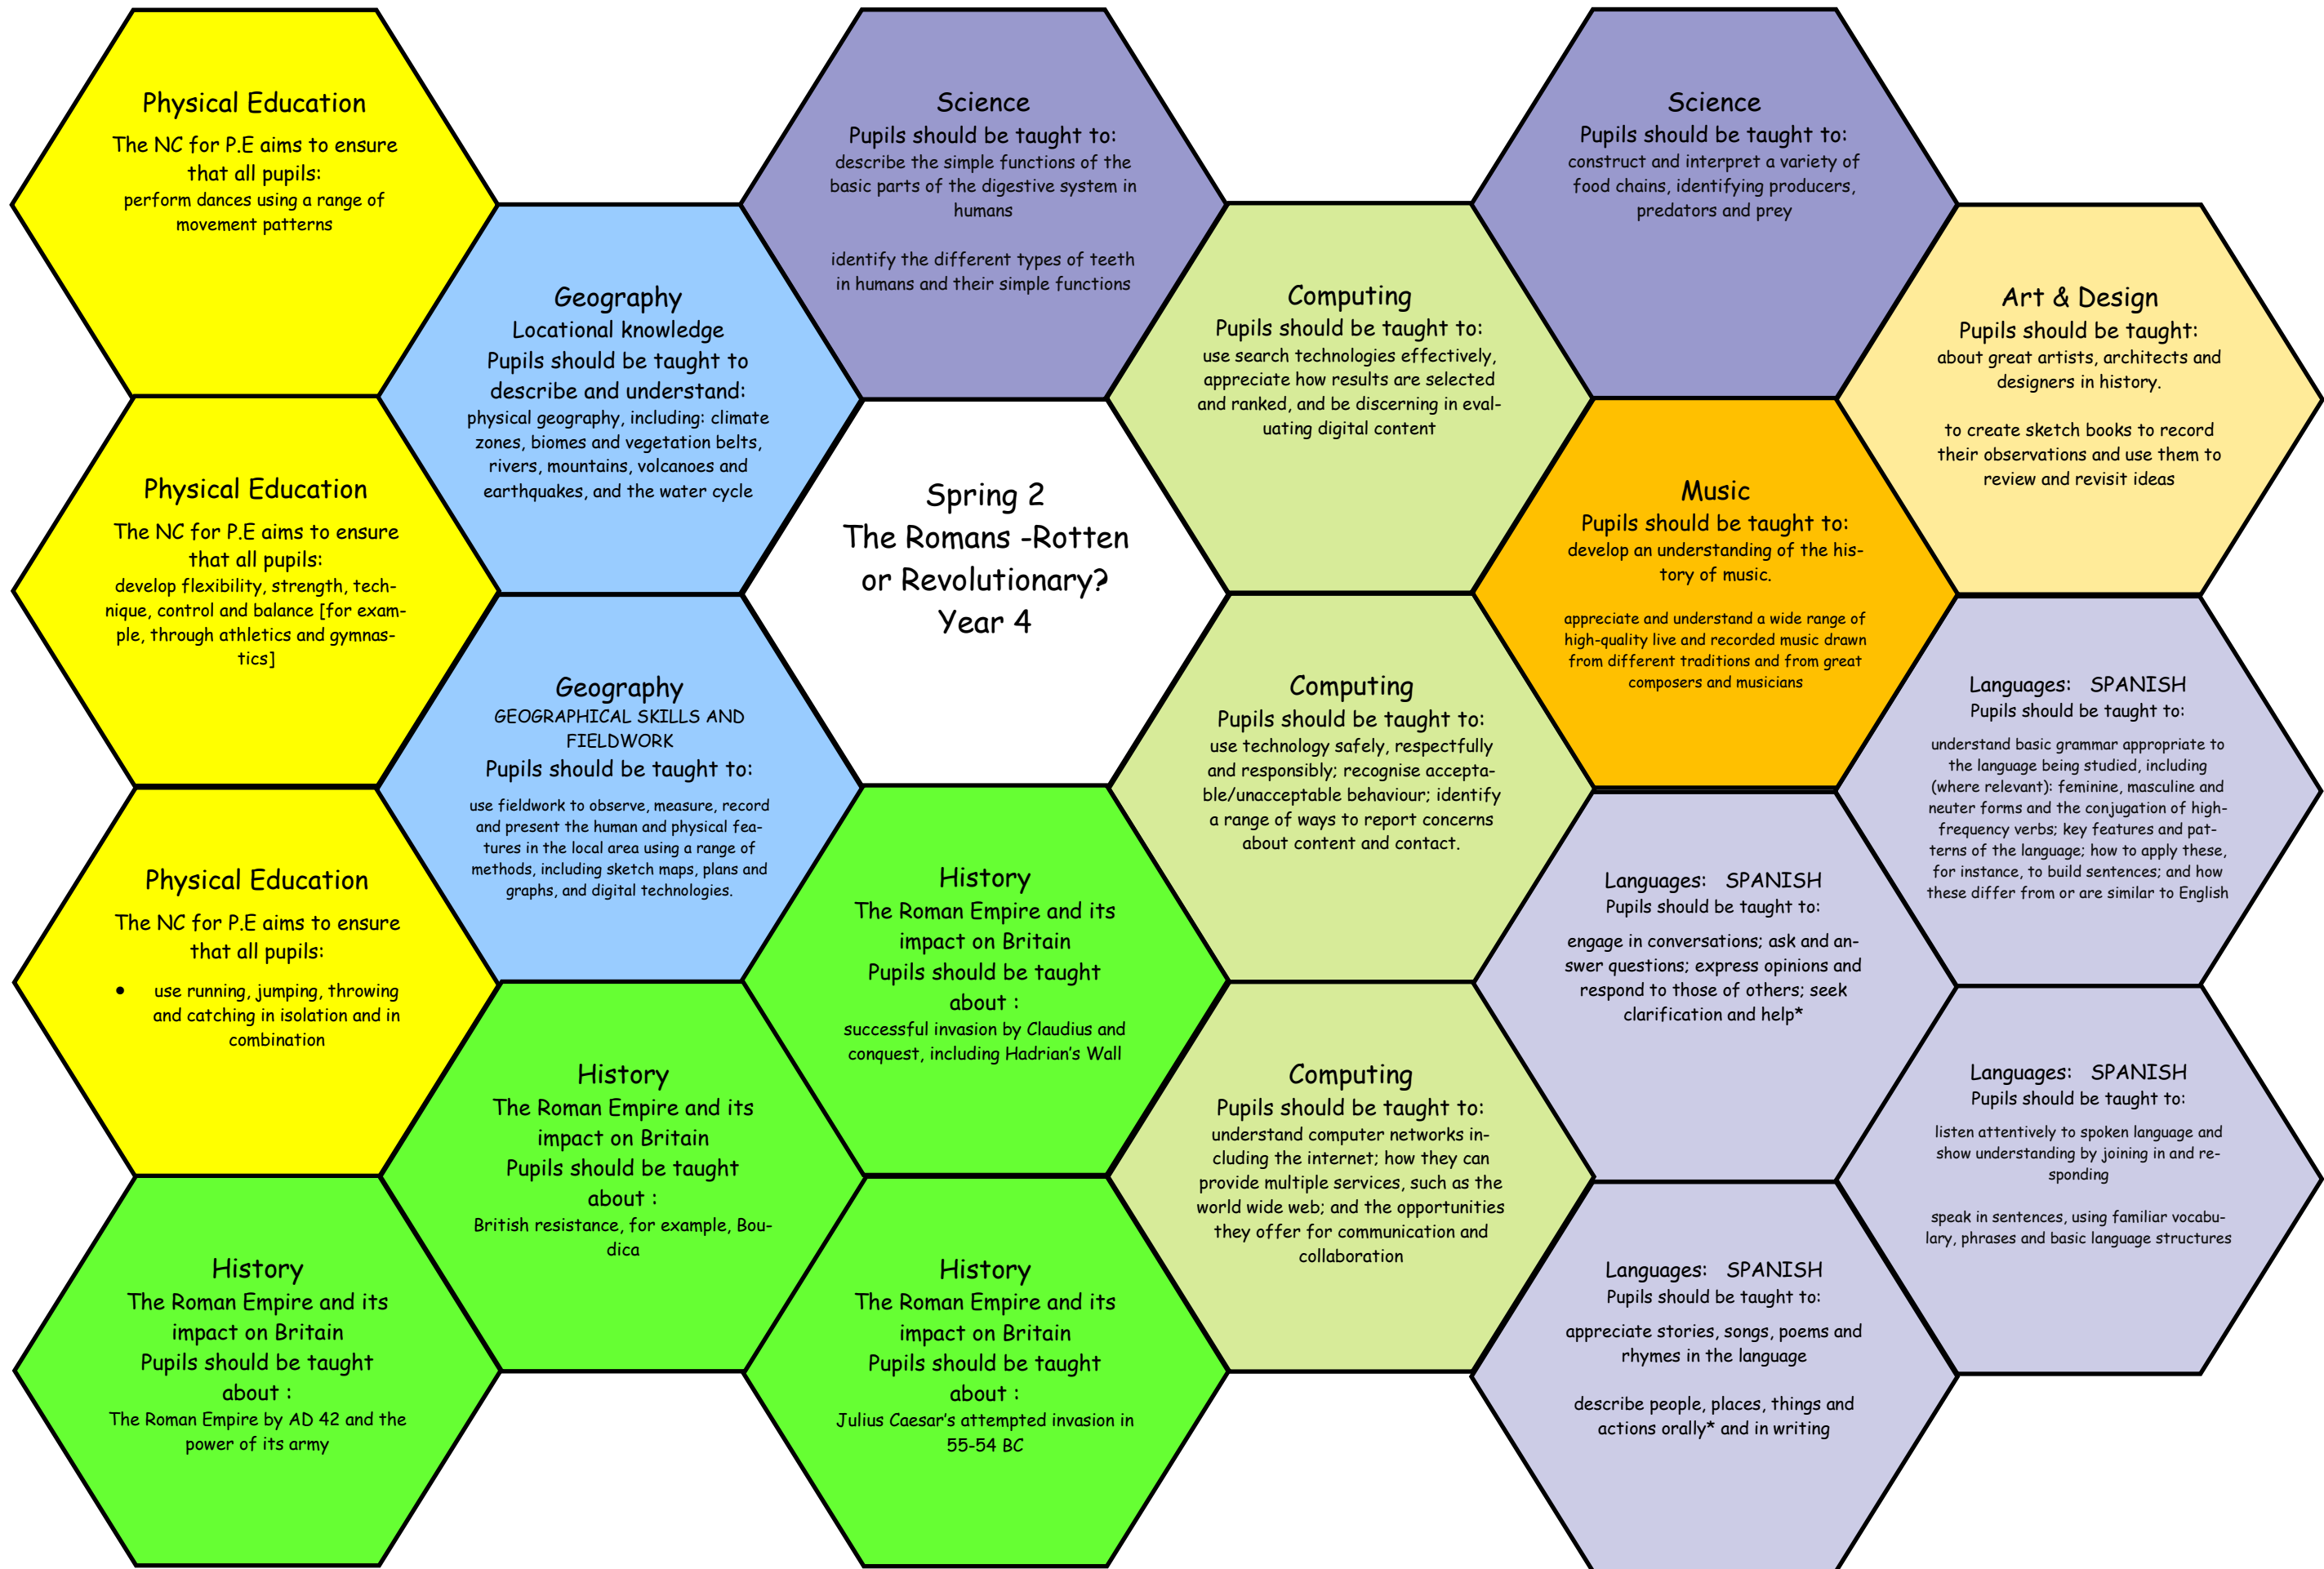 Physical Education
The NC for P.E aims to ensure
that all pupils:
perform dances using a range of
movement patterns
Physical Education
The NC for P.E aims to ensure
that all pupils:
develop flexibility, strength, tech-
nique, control and balance [for exam-
ple, through athletics and gymnas-
tics]
Physical Education
The NC for P.E aims to ensure
that all pupils:
• use running, jumping, throwing
and catching in isolation and in
combination
History
The Roman Empire and its
impact on Britain
Pupils should be taught
about :
The Roman Empire by AD 42 and the
power of its army
Geography
Locational knowledge
Pupils should be taught to
describe and understand:
physical geography, including: climate
zones, biomes and vegetation belts,
rivers, mountains, volcanoes and
earthquakes, and the water cycle
Geography
GEOGRAPHICAL SKILLS AND
FIELDWORK
Pupils should be taught to:
use fieldwork to observe, measure, record
and present the human and physical fea-
tures in the local area using a range of
methods, including sketch maps, plans and
graphs, and digital technologies.
History
The Roman Empire and its
impact on Britain
Pupils should be taught
about :
British resistance, for example, Bou-
dica
Science
Pupils should be taught to:
describe the simple functions of the
basic parts of the digestive system in
humans
identify the different types of teeth
in humans and their simple functions
Spring 2
The Romans -Rotten
or Revolutionary?
Year 4
History
The Roman Empire and its
impact on Britain
Pupils should be taught
about :
successful invasion by Claudius and
conquest, including Hadrian's Wall
History
The Roman Empire and its
impact on Britain
Pupils should be taught
about :
Julius Caesar's attempted invasion in
55-54 BC
Computing
Pupils should be taught to:
use search technologies effectively,
appreciate how results are selected
and ranked, and be discerning in eval-
uating digital content
Computing
Pupils should be taught to:
use technology safely, respectfully
and responsibly; recognise accepta-
ble/unacceptable behaviour; identify
a range of ways to report concerns
about content and contact.
Computing
Pupils should be taught to:
understand computer networks in-
cluding the internet; how they can
provide multiple services, such as the
world wide web; and the opportunities
they offer for communication and
collaboration
Science
Pupils should be taught to:
construct and interpret a variety of
food chains, identifying producers,
predators and prey
Music
Pupils should be taught to:
develop an understanding of the his-
tory of music.
appreciate and understand a wide range of
high-quality live and recorded music drawn
from different traditions and from great
composers and musicians
Languages: SPANISH
Pupils should be taught to:
engage in conversations; ask and an-
swer questions; express opinions and
respond to those of others; seek
clarification and help*
Languages: SPANISH
Pupils should be taught to:
appreciate stories, songs, poems and
rhymes in the language
describe people, places, things and
actions orally* and in writing
Art & Design
Pupils should be taught:
about great artists, architects and
designers in history.
to create sketch books to record
their observations and use them to
review and revisit ideas
Languages: SPANISH
Pupils should be taught to:
understand basic grammar appropriate to
the language being studied, including
(where relevant): feminine, masculine and
neuter forms and the conjugation of high-
frequency verbs; key features and pat-
terns of the language; how to apply these,
for instance, to build sentences; and how
these differ from or are similar to English
Languages: SPANISH
Pupils should be taught to:
listen attentively to spoken language and
show understanding by joining in and re-
sponding
speak in sentences, using familiar vocabu-
lary, phrases and basic language structures